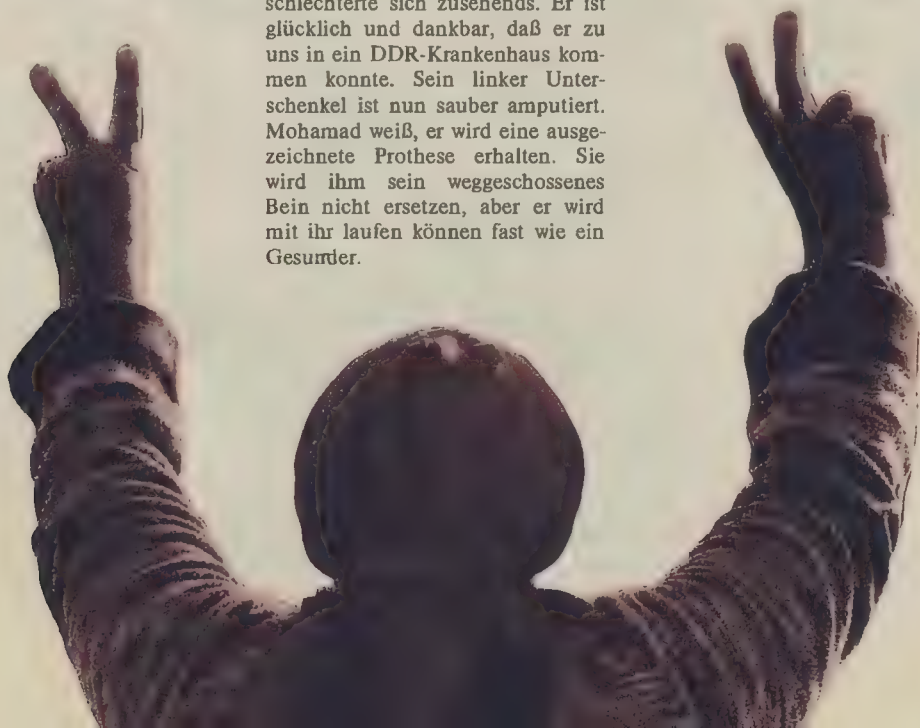 schlechterte sich zusehends. Er ist
glücklich und dankbar, daß er zu
uns in ein DDR-Krankenhaus kom-
men konnte. Sein linker Unter-
schenkel ist nun sauber amputiert.
Mohamad weiß, er wird eine ausge-
zeichnete Prothese erhalten. Sie
wird ihm sein weggeschossenes
Bein nicht ersetzen, aber er wird
mit ihr laufen können fast wie ein
Gesunder.